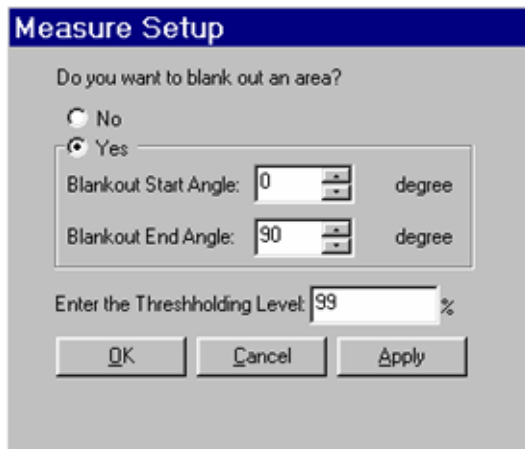 Measure Setup
Do you want to blank out an area?
No
Yes
Blankout Start Angle: 0 degree
Blankout End Angle: 90 degree
Enter the Threshholding Level: 99 %
OK Cancel Apply